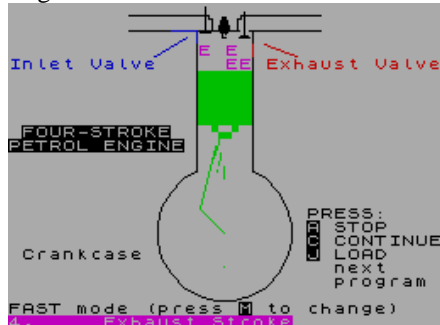 E E
EE
Inlet Valve
Exhaust Valve
FOUR-STROKE
PETROL ENGINE
PRESS:
A STOP
C CONTINUE
J LOAD
next
program
Crankcase
FAST mode (press M to change)
4. Exhaust Stroke